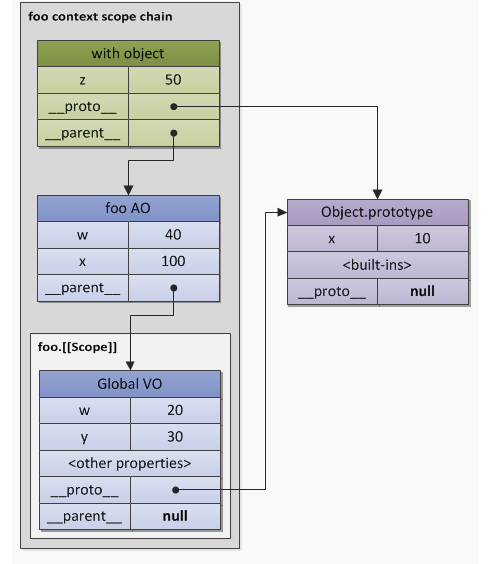 foo context scope chain
with object
z 50
__proto__
__parent__
foo AO
w 40
x 100
__parent__
Object.prototype
x 10
<built-ins>
__proto__ null
foo.[[Scope]]
Global VO
w 20
y 30
<other properties>
__proto__
__parent__ null